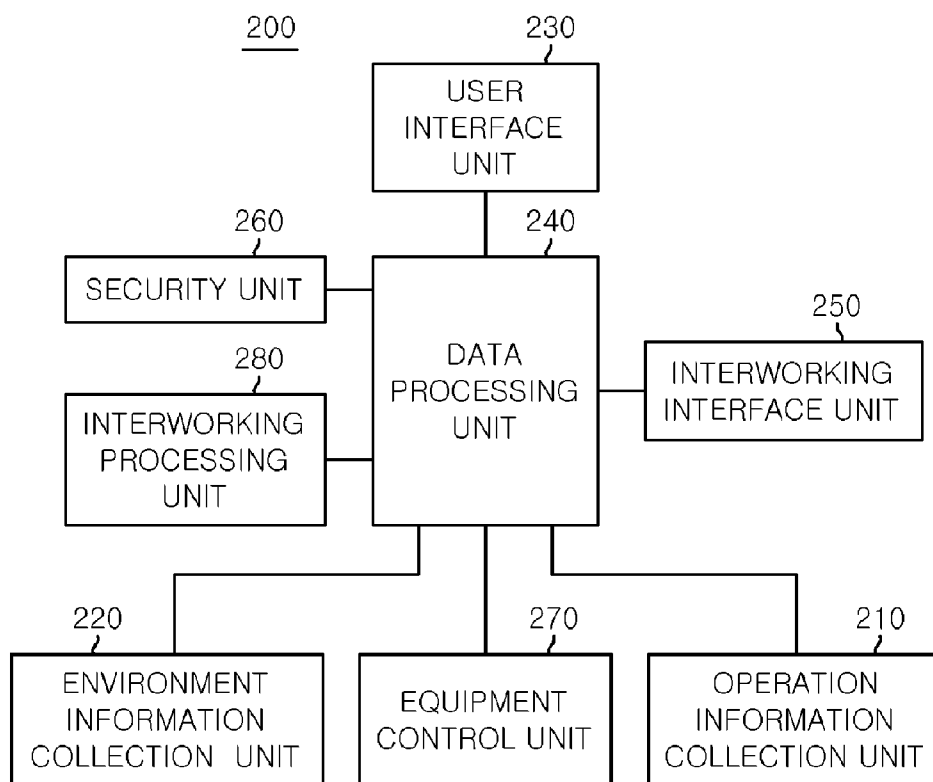 200
230
USER
INTERFACE
UNIT
260
SECURITY UNIT
240
DATA
PROCESSING
UNIT
250
INTERWORKING
INTERFACE UNIT
280
INTERWORKING
PROCESSING
UNIT
220
ENVIRONMENT
INFORMATION
COLLECTION UNIT
270
EQUIPMENT
CONTROL UNIT
210
OPERATION
INFORMATION
COLLECTION UNIT